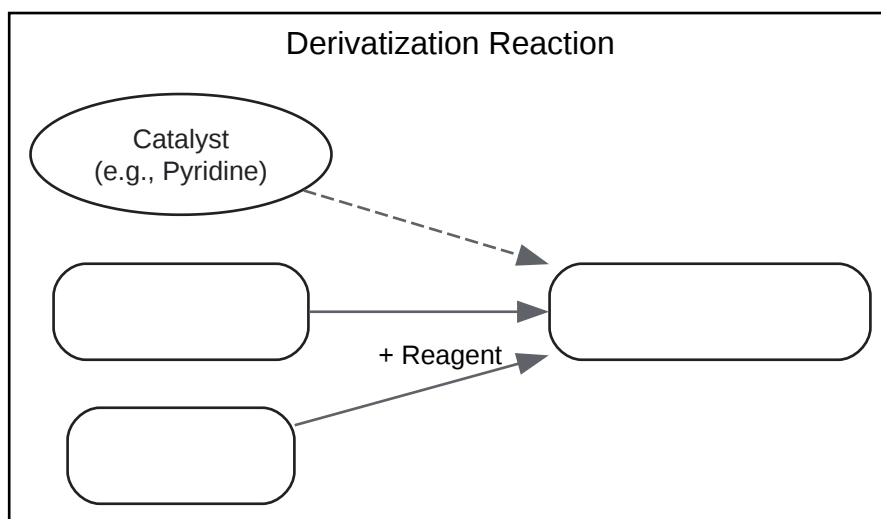 Derivatization Reaction
Catalyst
(e.g., Pyridine)
+ Reagent